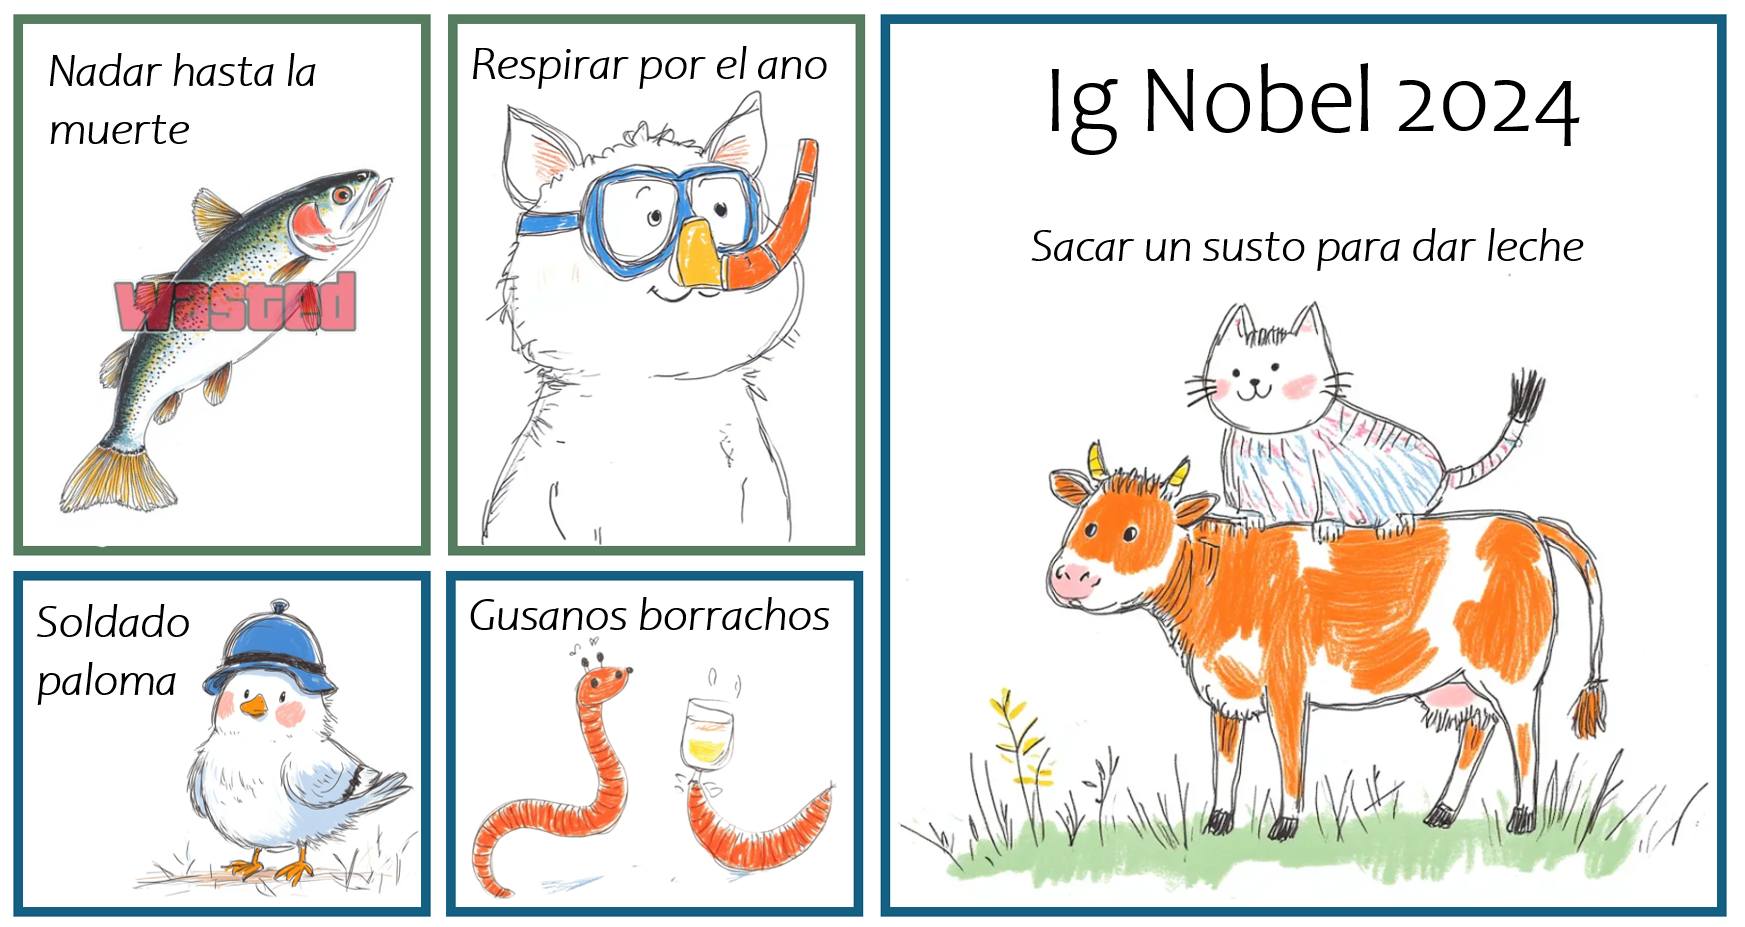 Nadar hasta la
muerte
wasted
Respirar por el ano
Ig Nobel 2024
Sacar un susto para dar leche
Soldado
paloma
Gusanos borrachos